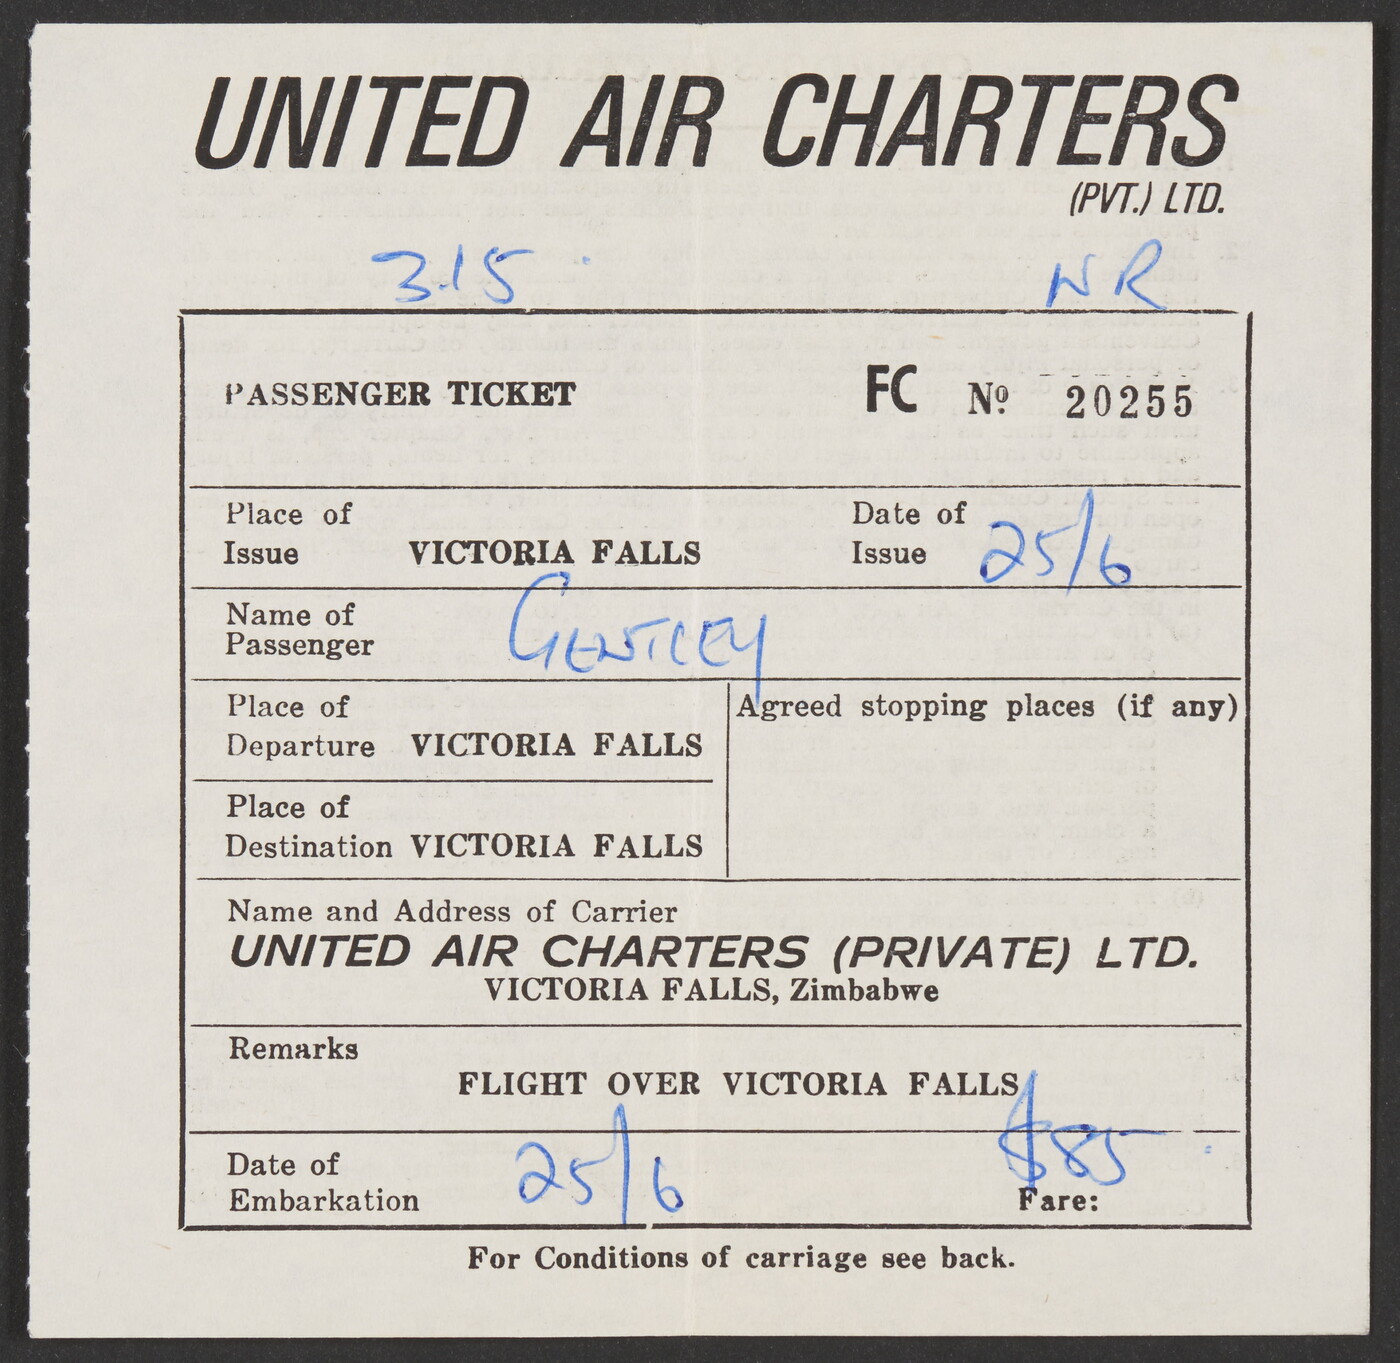 UNITED AIR CHARTERS
(PVT.) LTD.
3.15 NR
PASSENGER TICKET FC Nº 20255
Place of Issue VICTORIA FALLS
Date of Issue 25/6
Name of Passenger GENTLEY
Place of Departure VICTORIA FALLS
Agreed stopping places (if any)
Place of Destination VICTORIA FALLS
Name and Address of Carrier
UNITED AIR CHARTERS (PRIVATE) LTD.
VICTORIA FALLS, Zimbabwe
Remarks
FLIGHT OVER VICTORIA FALLS
Date of Embarkation 25/6
Fare: $85
For Conditions of carriage see back.